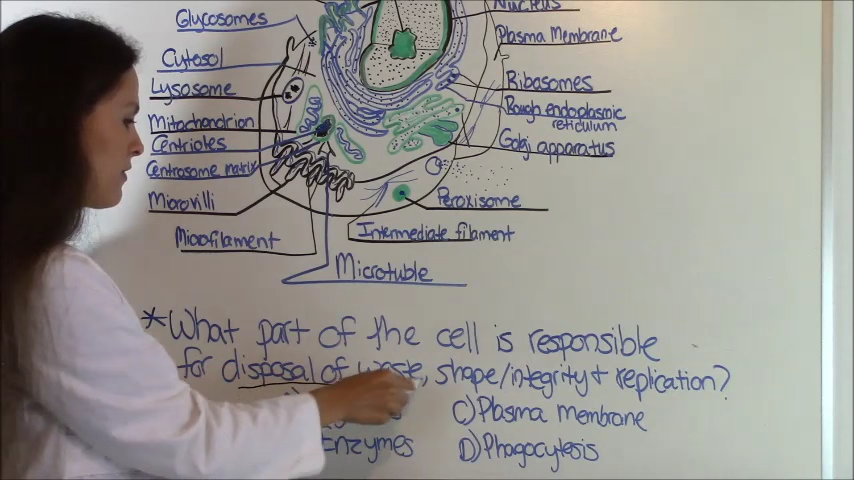 Nucleus
Glycosomes
Plasma Membrane
Cytosol
Lysosome
Ribosomes
Mitochondrion
Rough endoplasmic
reticulum
Centrioles
Golgi apparatus
Centrosome matrix
Microvilli
Peroxisome
Microfilament
Intermediate filament
Microtuble
*What part of the cell is responsible
for disposal of waste, shape/integrity + replication?
C) Plasma Membrane
Enzymes D) Phagocytesis